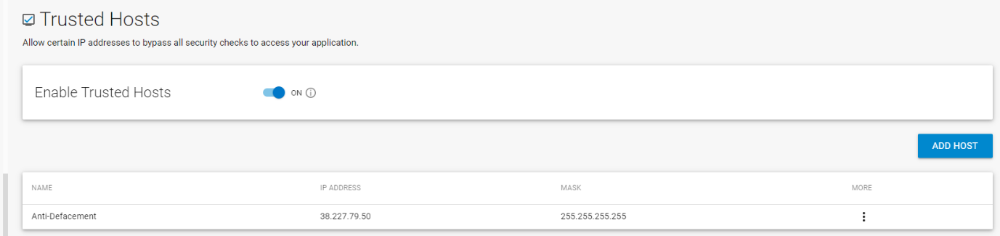 Trusted Hosts
Allow certain IP addresses to bypass all security checks to access your application.
Enable Trusted Hosts ON
ADD HOST
NAME IP ADDRESS MASK MORE
Anti-Defacement 38.227.79.50 255.255.255.255